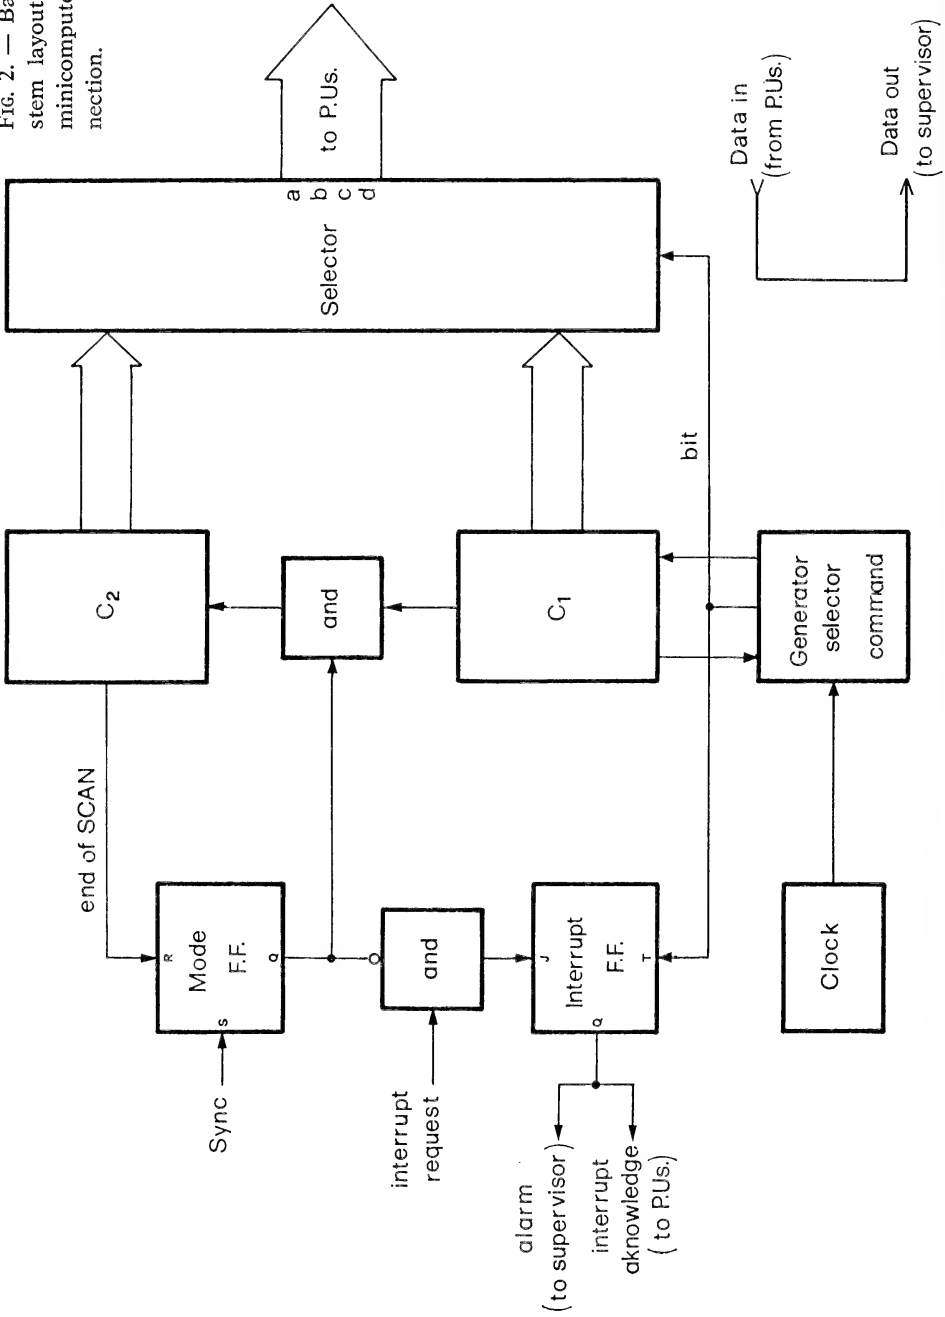 FIG. 2. — Ba
stem layout
minicompute
nection.
end of SCAN
C2
Selector
a
b
c
d
to P.Us.
R
Mode
F.F.
S
Q
Sync
and
and
interrupt
request
C1
J
Interrupt
F.F.
Q
T
alarm
(to supervisor)
interrupt
aknowledge
(to P.Us.)
bit
Generator
selector
command
Clock
Data in
(from P.Us.)
Data out
(to supervisor)